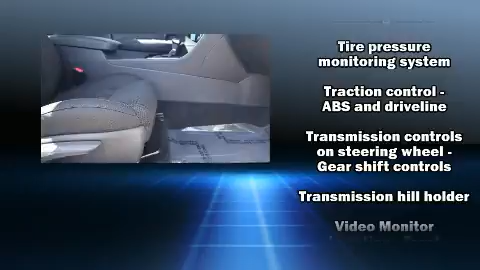 Tire pressure
monitoring system
Traction control -
ABS and driveline
Transmission controls
on steering wheel -
Gear shift controls
Transmission hill holder
Video Monitor